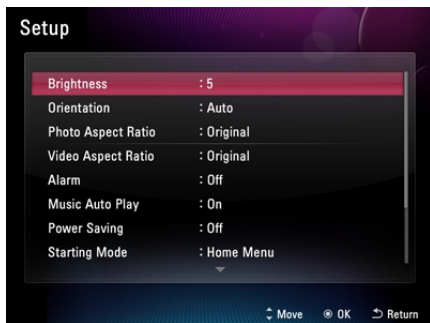 Setup
Brightness : 5
Orientation : Auto
Photo Aspect Ratio : Original
Video Aspect Ratio : Original
Alarm : Off
Music Auto Play : On
Power Saving : Off
Starting Mode : Home Menu
Move OK Return